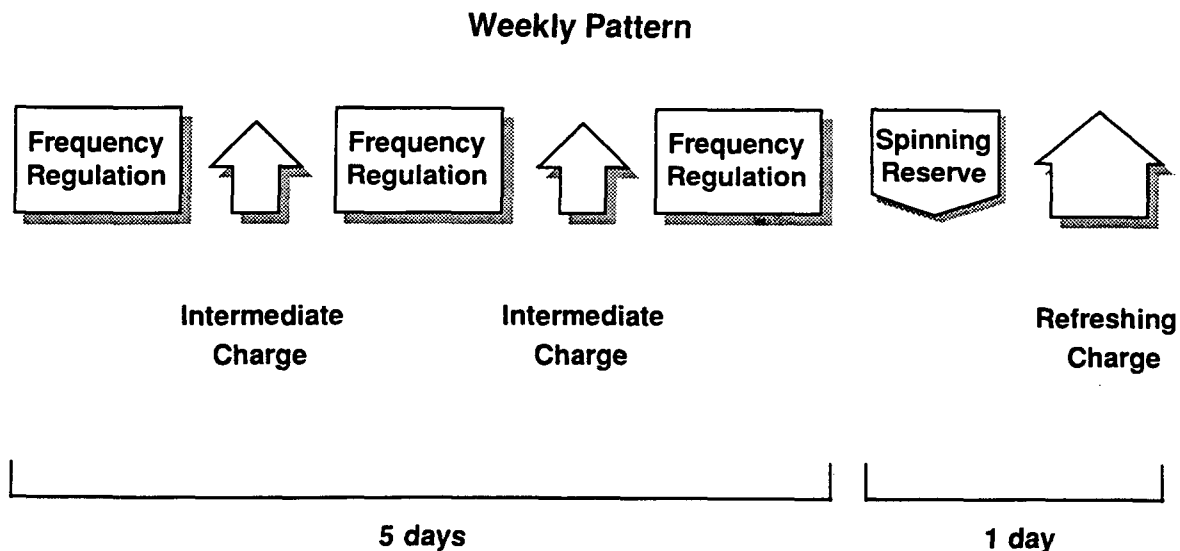 Weekly Pattern
Frequency
Regulation
Frequency
Regulation
Frequency
Regulation
Spinning
Reserve
Intermediate
Charge
Intermediate
Charge
Refreshing
Charge
5 days
1 day